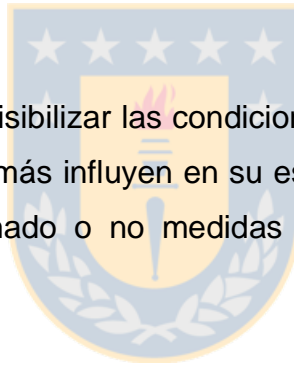 isibilizar las condicion
más influyen en su es
nado o no medidas